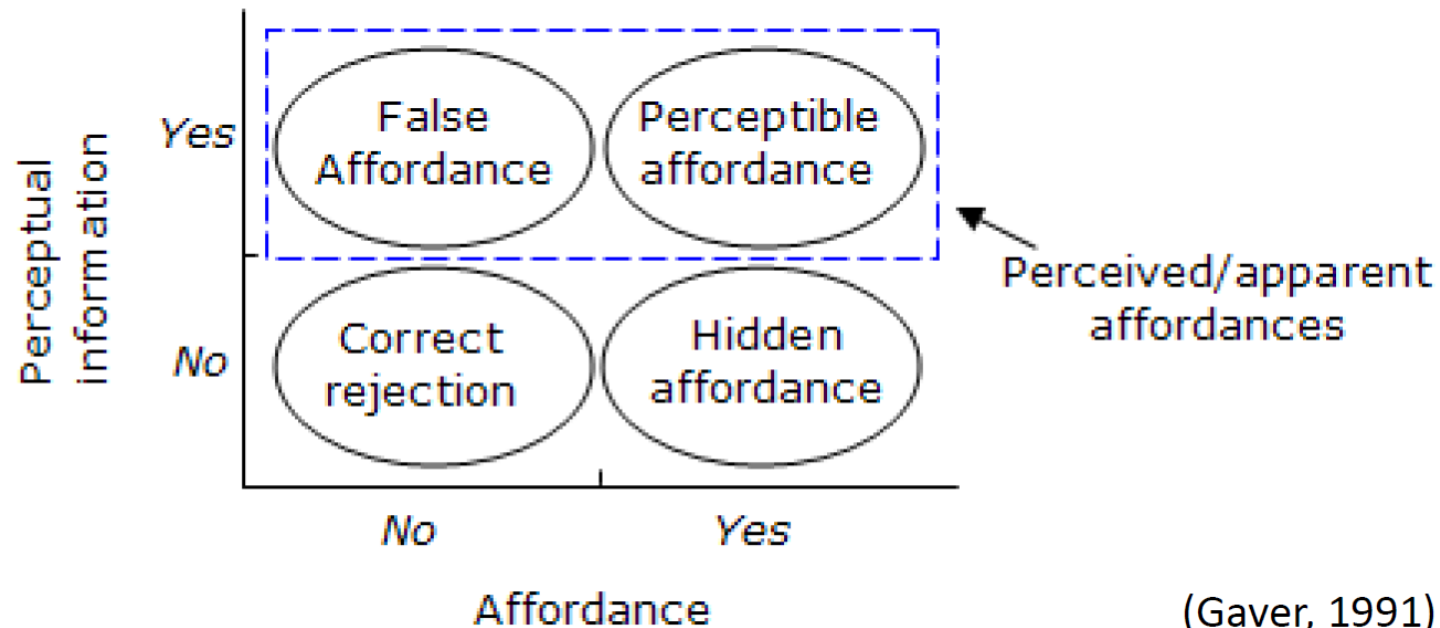 Perceptual
information
Yes
False
Affordance
Perceptible
affordance
Perceived/apparent
affordances
No
Correct
rejection
Hidden
affordance
No
Yes
Affordance
(Gaver, 1991)